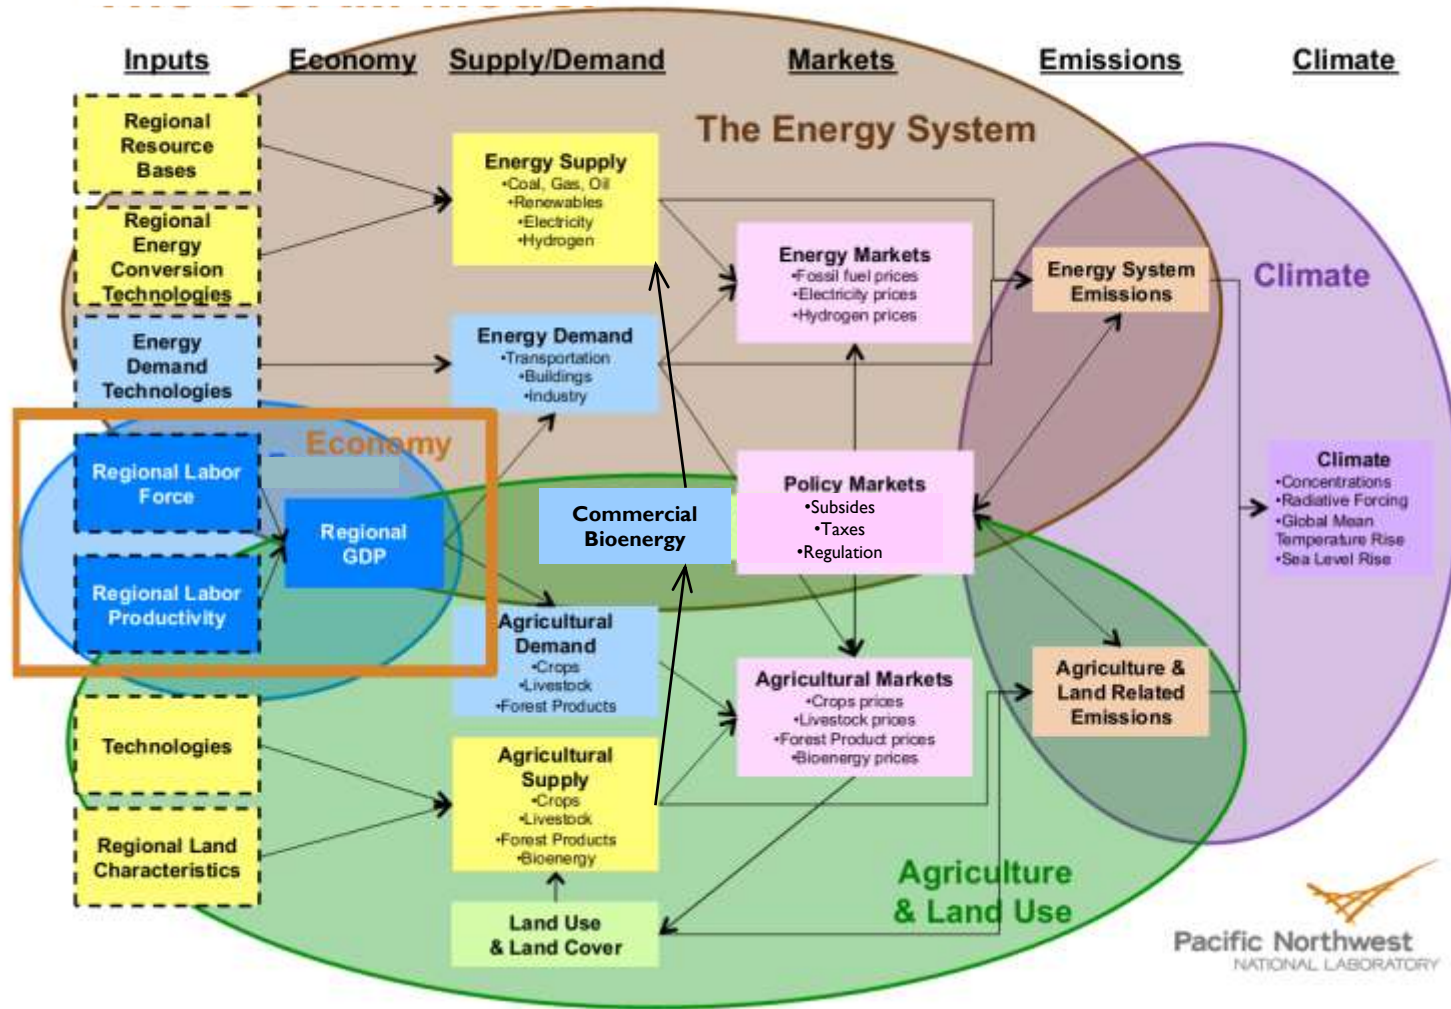 Inputs
Economy
Supply/Demand
Markets
Emissions
Climate
The Energy System
Regional
Resource
Bases
Energy Supply
•Coal, Gas, Oil
•Renewables
•Electricity
•Hydrogen
Regional
Energy
Conversion
Technologies
Energy Markets
•Fossil fuel prices
•Electricity prices
•Hydrogen prices
Energy System
Emissions
Climate
Energy
Demand
Technologies
Energy Demand
•Transportation
•Buildings
•Industry
Economy
Regional Labor
Force
Regional
GDP
Commercial
Bioenergy
Policy Markets
•Subsides
•Taxes
•Regulation
Climate
•Concentrations
•Radiative Forcing
•Global Mean
Temperature Rise
•Sea Level Rise
Regional Labor
Productivity
Agricultural
Demand
•Crops
•Livestock
•Forest Products
Agricultural Markets
•Crops prices
•Livestock prices
•Forest Product prices
•Bioenergy prices
Agriculture &
Land Related
Emissions
Technologies
Agricultural
Supply
•Crops
•Livestock
•Forest Products
•Bioenergy
Regional Land
Characteristics
Agriculture
& Land Use
Land Use
& Land Cover
Pacific Northwest
NATIONAL LABORATORY